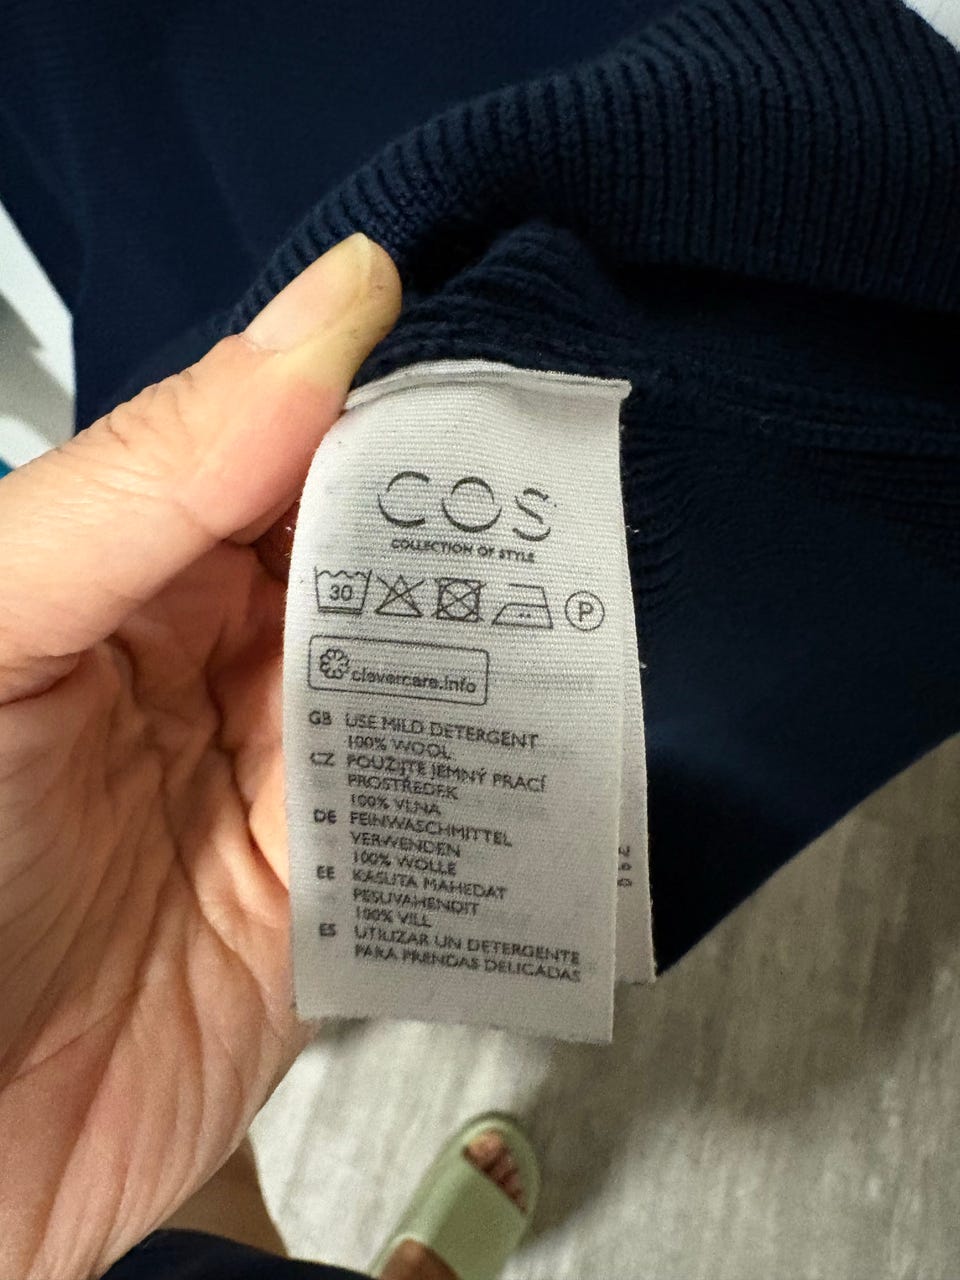 COS
COLLECTION OF STYLE
30 P
clevercare.info
GB USE MILD DETERGENT
100% WOOL
CZ POUŽIJTE JEMNÝ PRACÍ
PROSTŘEDEK
100% VLNA
DE FEINWASCHMITTEL
VERWENDEN
100% WOLLE
EE KASUTA MAHEDAT
PESUVAHENDIT
100% VILL
ES UTILIZAR UN DETERGENTE
PARA PRENDAS DELICADAS